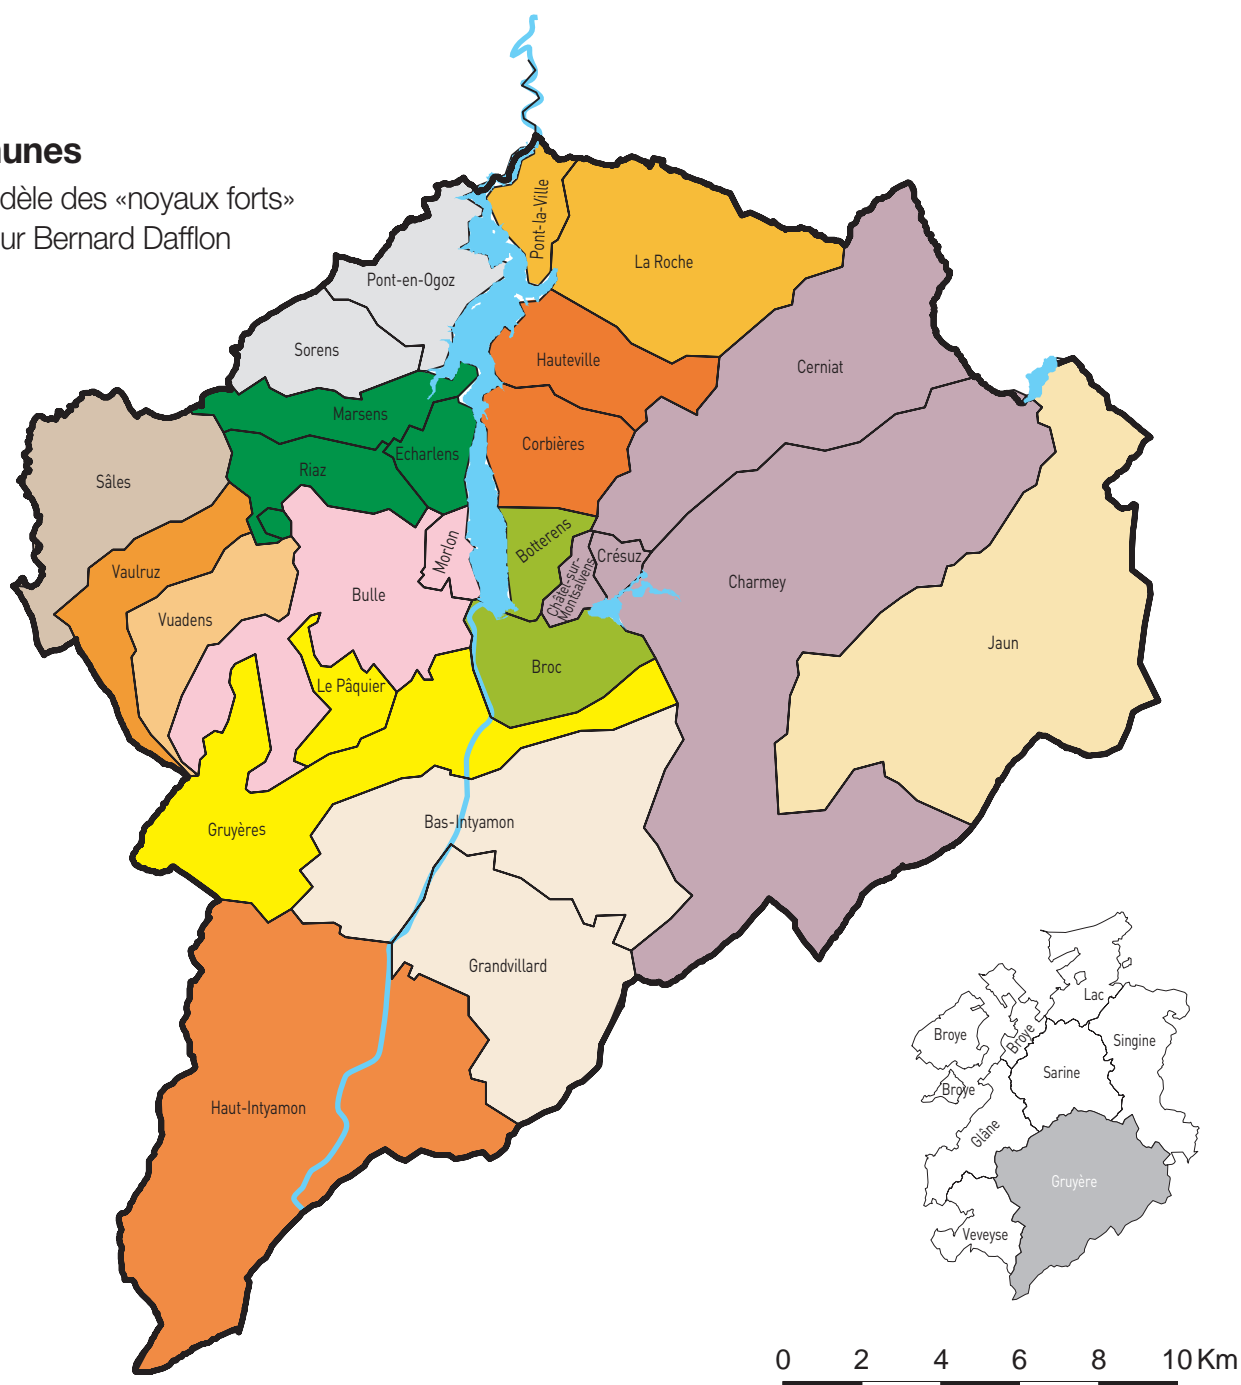 unes
dèle des «noyaux forts»
ur Bernard Dafflon
Pont-la-Ville
La Roche
Pont-en-Ogoz
Sorens
Hauteville
Cerniat
Marsens
Echarlens
Corbières
Riaz
Sâles
Botterens
Morlon
Crésuz
Châtel-sur-
Montsalvens
Vaulruz
Charmey
Bulle
Vuadens
Jaun
Broc
Le Pâquier
Gruyères
Bas-Intyamon
Grandvillard
Haut-Intyamon
Lac
Broye
Broye
Singine
Sarine
Broye
Glâne
Gruyère
Veveyse
0 2 4 6 8 10 Km